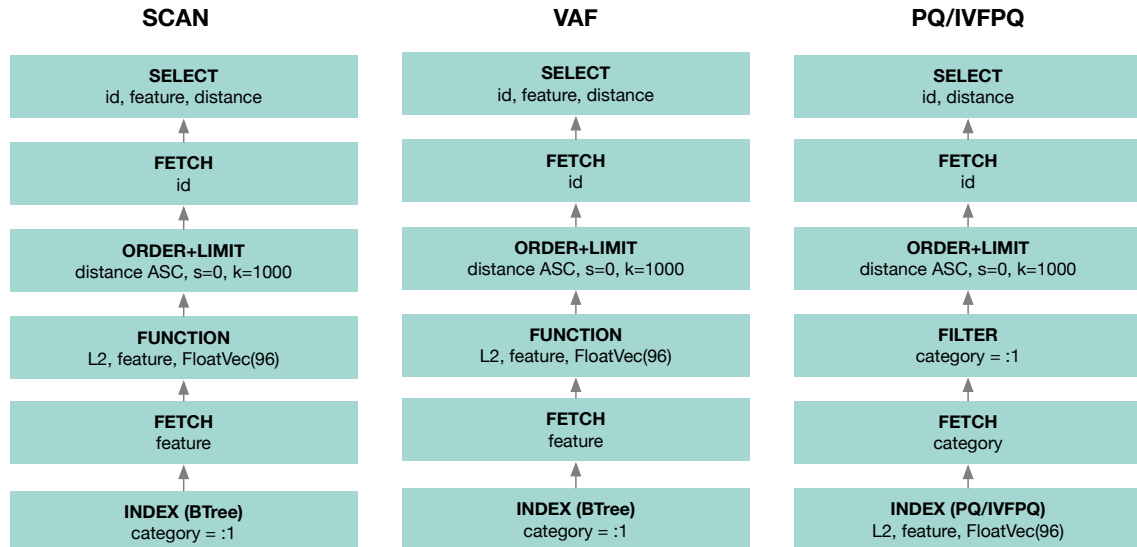 SCAN
SELECT
id, feature, distance
FETCH
id
ORDER+LIMIT
distance ASC, s=0, k=1000
FUNCTION
L2, feature, FloatVec(96)
FETCH
feature
INDEX (BTree)
category = :1
VAF
SELECT
id, feature, distance
FETCH
id
ORDER+LIMIT
distance ASC, s=0, k=1000
FUNCTION
L2, feature, FloatVec(96)
FETCH
feature
INDEX (BTree)
category = :1
PQ/IVFPQ
SELECT
id, distance
FETCH
id
ORDER+LIMIT
distance ASC, s=0, k=1000
FILTER
category = :1
FETCH
category
INDEX (PQ/IVFPQ)
L2, feature, FloatVec(96)